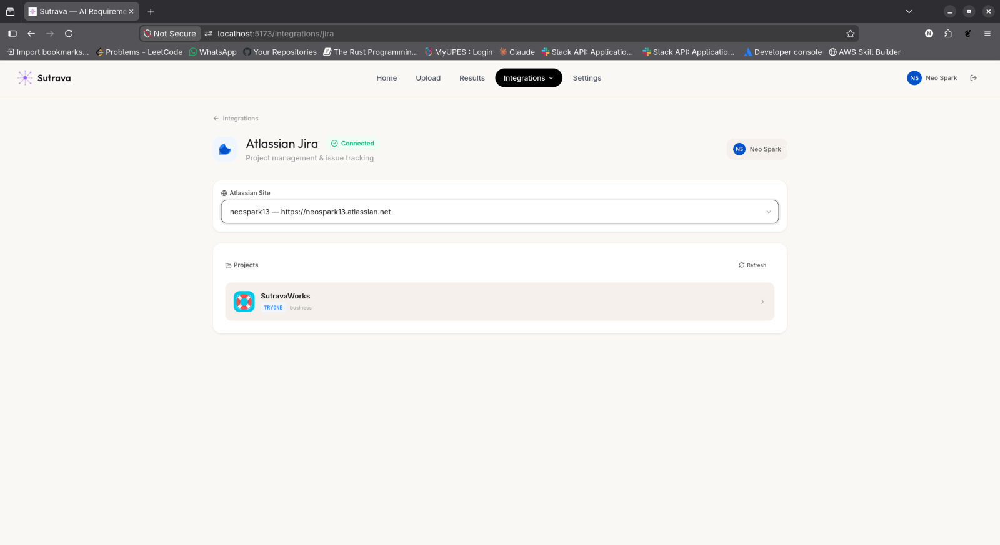 Sutrava — AI Requireme
Not Secure
localhost:5173/integrations/jira
N
Import bookmarks...
Problems - LeetCode
WhatsApp
Your Repositories
The Rust Programmin...
MyUPES : Login
Claude
Slack API: Applicatio...
Slack API: Applicatio...
Developer console
AWS Skill Builder
Sutrava
Home
Upload
Results
Integrations
Settings
NS
Neo Spark
Integrations
Atlassian Jira
Connected
Project management & issue tracking
NS
Neo Spark
Atlassian Site
neospark13 — https://neospark13.atlassian.net
Projects
Refresh
SutravaWorks
TRYONE
business